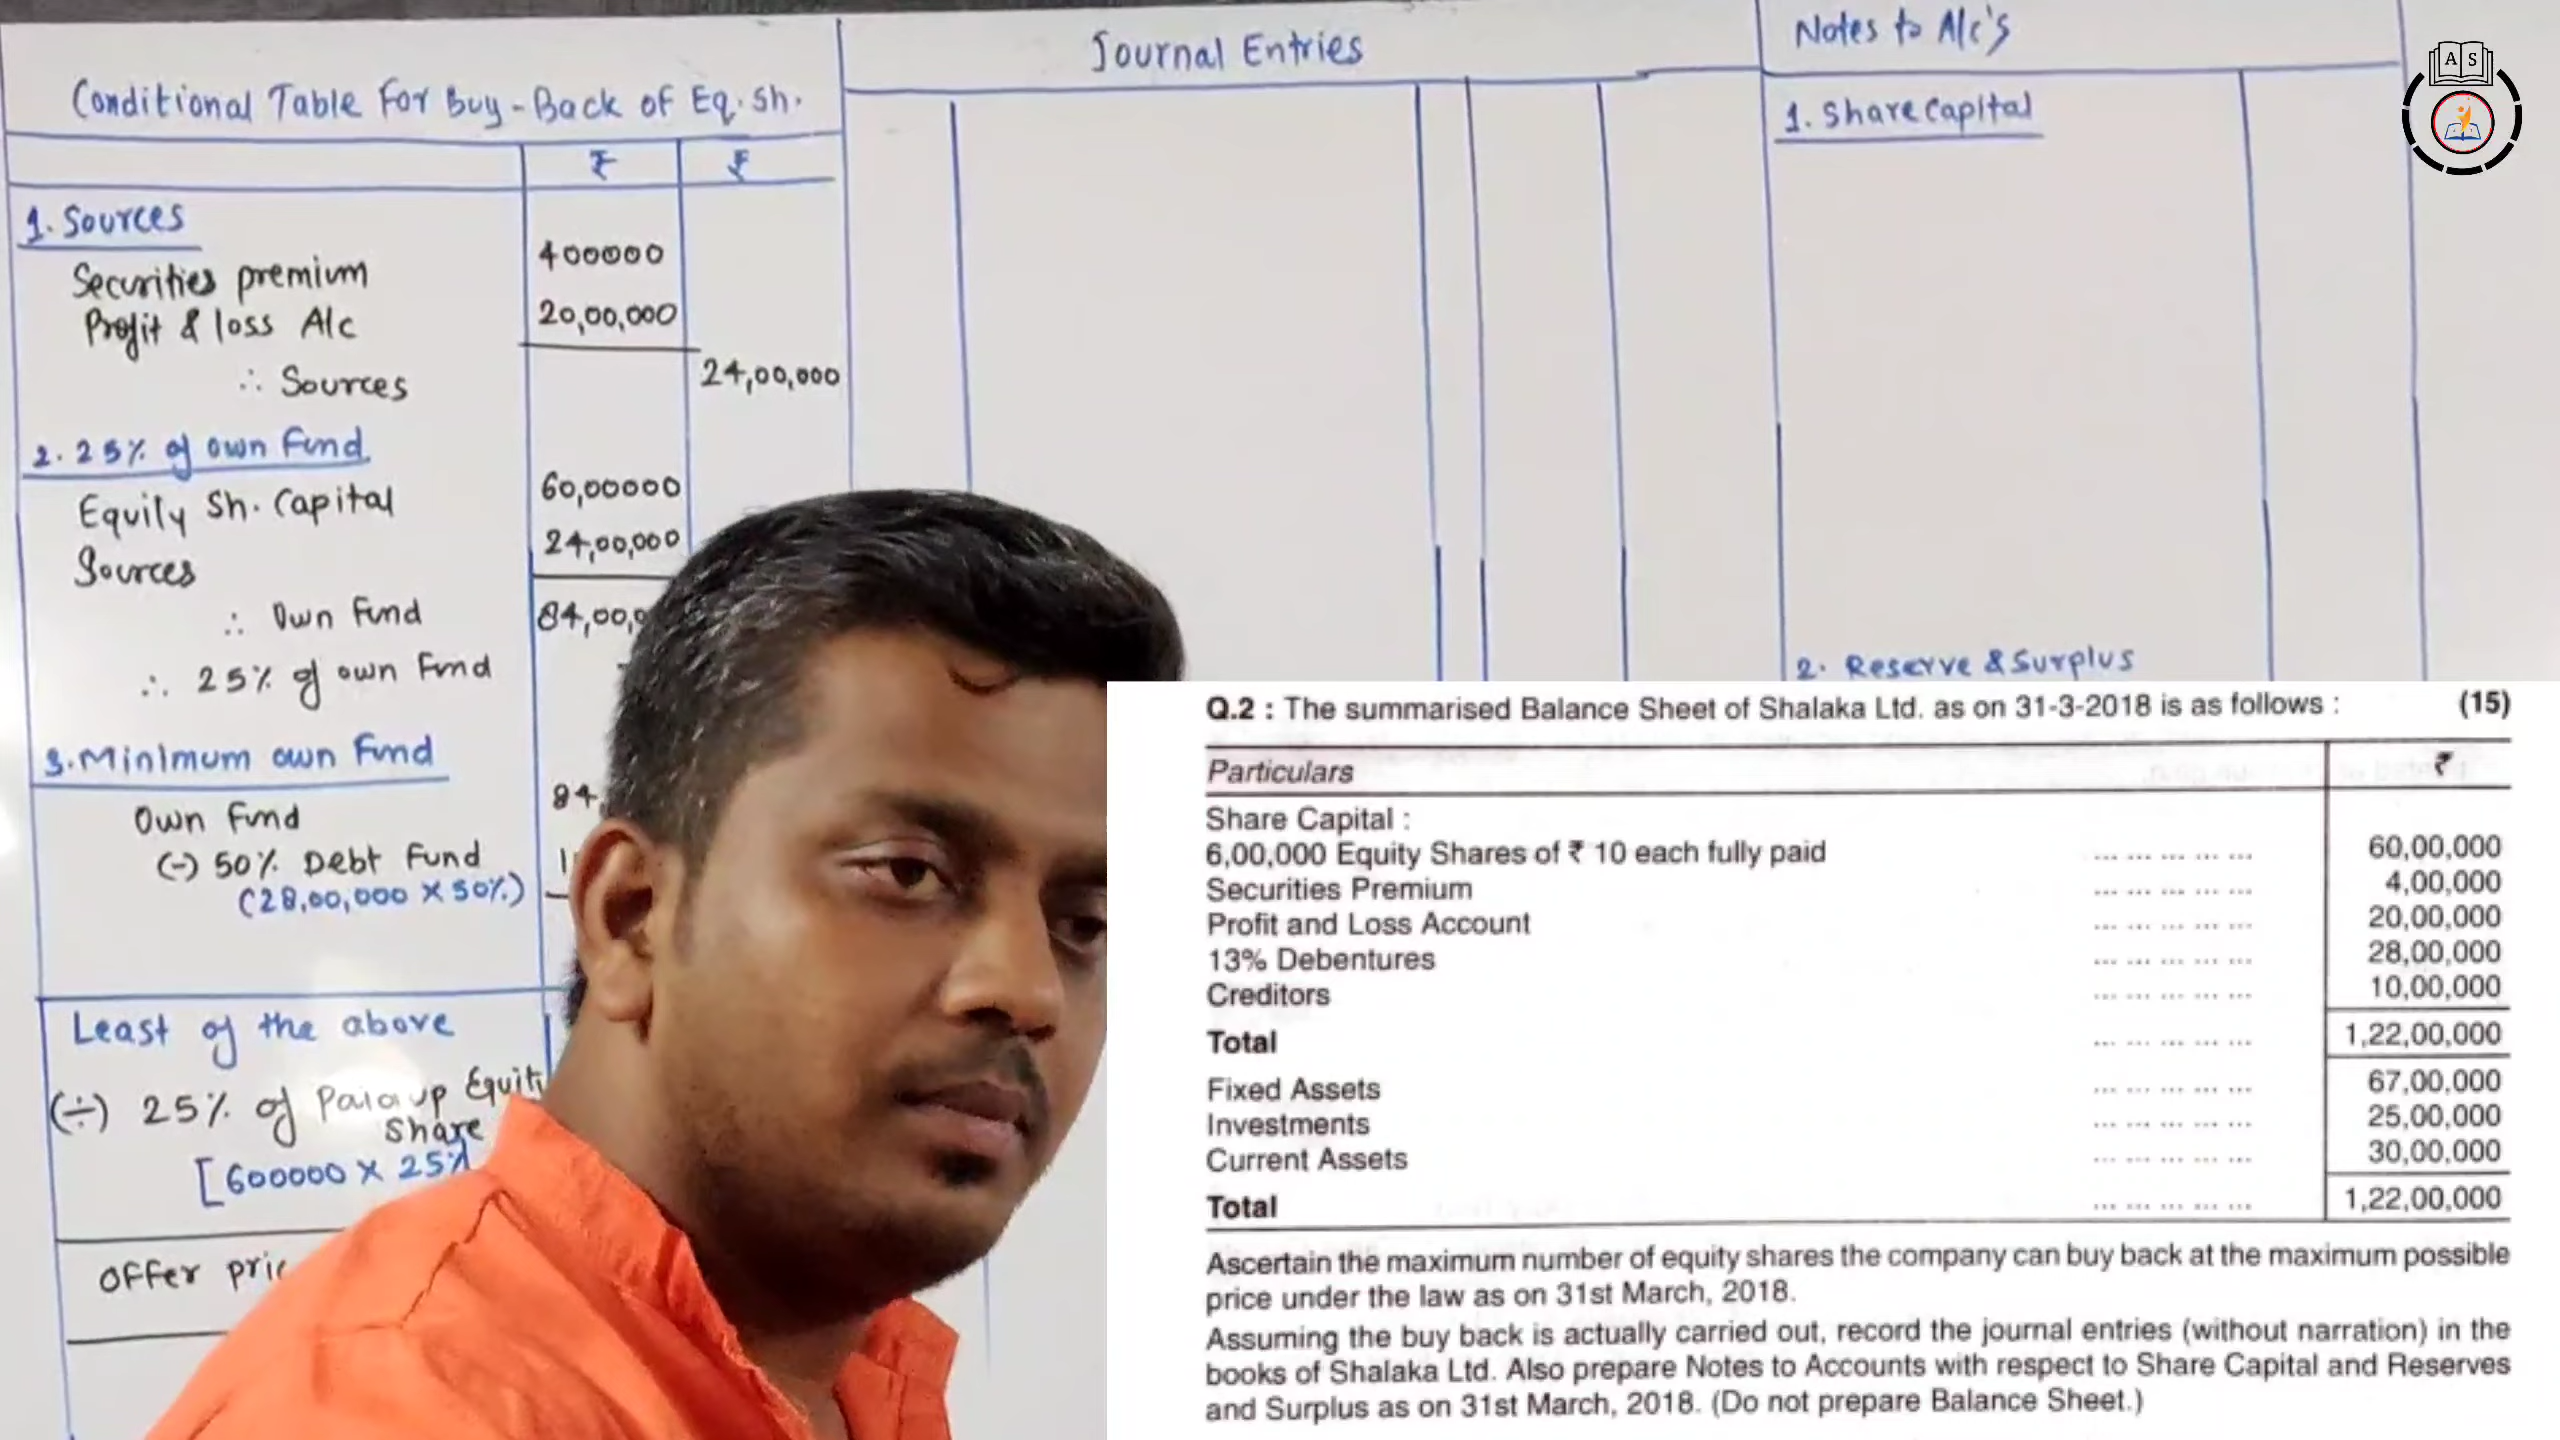 Conditional Table For Buy-Back of Eq. Sh.
₹ ₹
1. Sources
Securities premium 400000
Profit & loss A/c 20,00,000
∴ Sources 24,00,000
2. 25% of own Fund
Equity Sh. Capital 60,00000
Sources 24,00,000
∴ Own Fund 84,00,0
∴ 25% of own Fund
3. Minimum own Fund
Own Fund 84,
(-) 50% Debt Fund 1
(28,00,000 X 50%)
Least of the above
(÷) 25% of Paidup Equity
Share
[600000 X 25%
Offer pric
Journal Entries
Notes to A/c's
1. Share Capital
2. Reserve & Surplus
A S
Q.2 : The summarised Balance Sheet of Shalaka Ltd. as on 31-3-2018 is as follows : (15)
Particulars ₹
Share Capital :
6,00,000 Equity Shares of ₹ 10 each fully paid ... ... ... ... ... 60,00,000
Securities Premium ... ... ... ... ... 4,00,000
Profit and Loss Account ... ... ... ... ... 20,00,000
13% Debentures ... ... ... ... ... 28,00,000
Creditors ... ... ... ... ... 10,00,000
Total ... ... ... ... ... 1,22,00,000
Fixed Assets ... ... ... ... ... 67,00,000
Investments ... ... ... ... ... 25,00,000
Current Assets ... ... ... ... ... 30,00,000
Total ... ... ... ... ... 1,22,00,000
Ascertain the maximum number of equity shares the company can buy back at the maximum possible
price under the law as on 31st March, 2018.
Assuming the buy back is actually carried out, record the journal entries (without narration) in the
books of Shalaka Ltd. Also prepare Notes to Accounts with respect to Share Capital and Reserves
and Surplus as on 31st March, 2018. (Do not prepare Balance Sheet.)